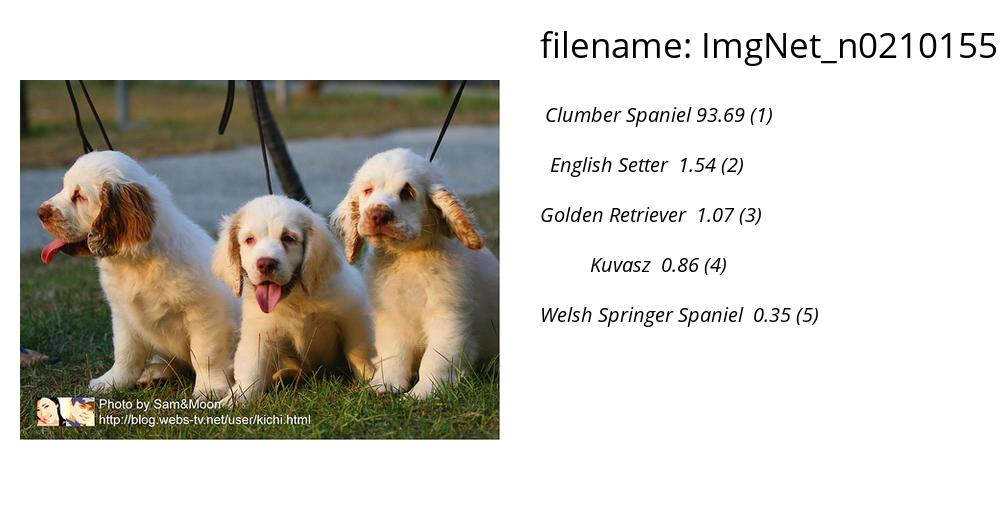 filename: ImgNet_n0210155
Clumber Spaniel 93.69 (1)
English Setter 1.54 (2)
Golden Retriever 1.07 (3)
Kuvasz 0.86 (4)
Welsh Springer Spaniel 0.35 (5)
Photo by Sam&Moon
http://blog.webs-tv.net/user/kichi.html